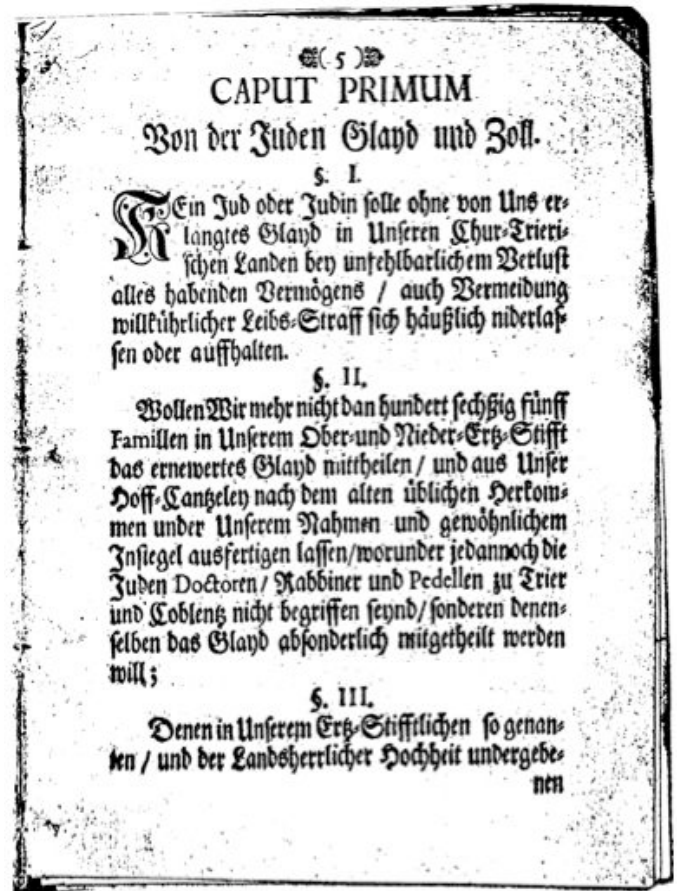 ( 5 )
CAPUT PRIMUM
Von der Juden Glayd und Zoll.
§. I.
KEin Jud oder Judin solle ohne von Uns er-
langtes Glayd in Unseren Chur-Trieri-
schen Landen bey unfehlbarlichem Verlust
alles habenden Vermögens / auch Vermeidung
willkührlicher Leibs-Straff sich häußlich niderlas-
sen oder auffhalten.
§. II.
Wollen Wir mehr nicht dan hundert sechßig fünff
Familien in Unserem Ober-und Nieder-Ertz-Stifft
das ernewertes Glayd mittheilen / und aus Unser
Hoff-Cantzeley nach dem alten üblichen Herkom-
men under Unserem Nahmen und gewöhnlichem
Insiegel ausfertigen lassen/worunder jedannoch die
Juden Doctoren/ Rabbiner und Pedellen zu Trier
und Coblentz nicht begriffen seynd/ sonderen denen-
selben das Glayd absonderlich mitgetheilt werden
will;
§. III.
Denen in Unserem Ertz-Stifftlichen so genan-
ten / und der Landsherrlicher Hochheit undergebe-
nen